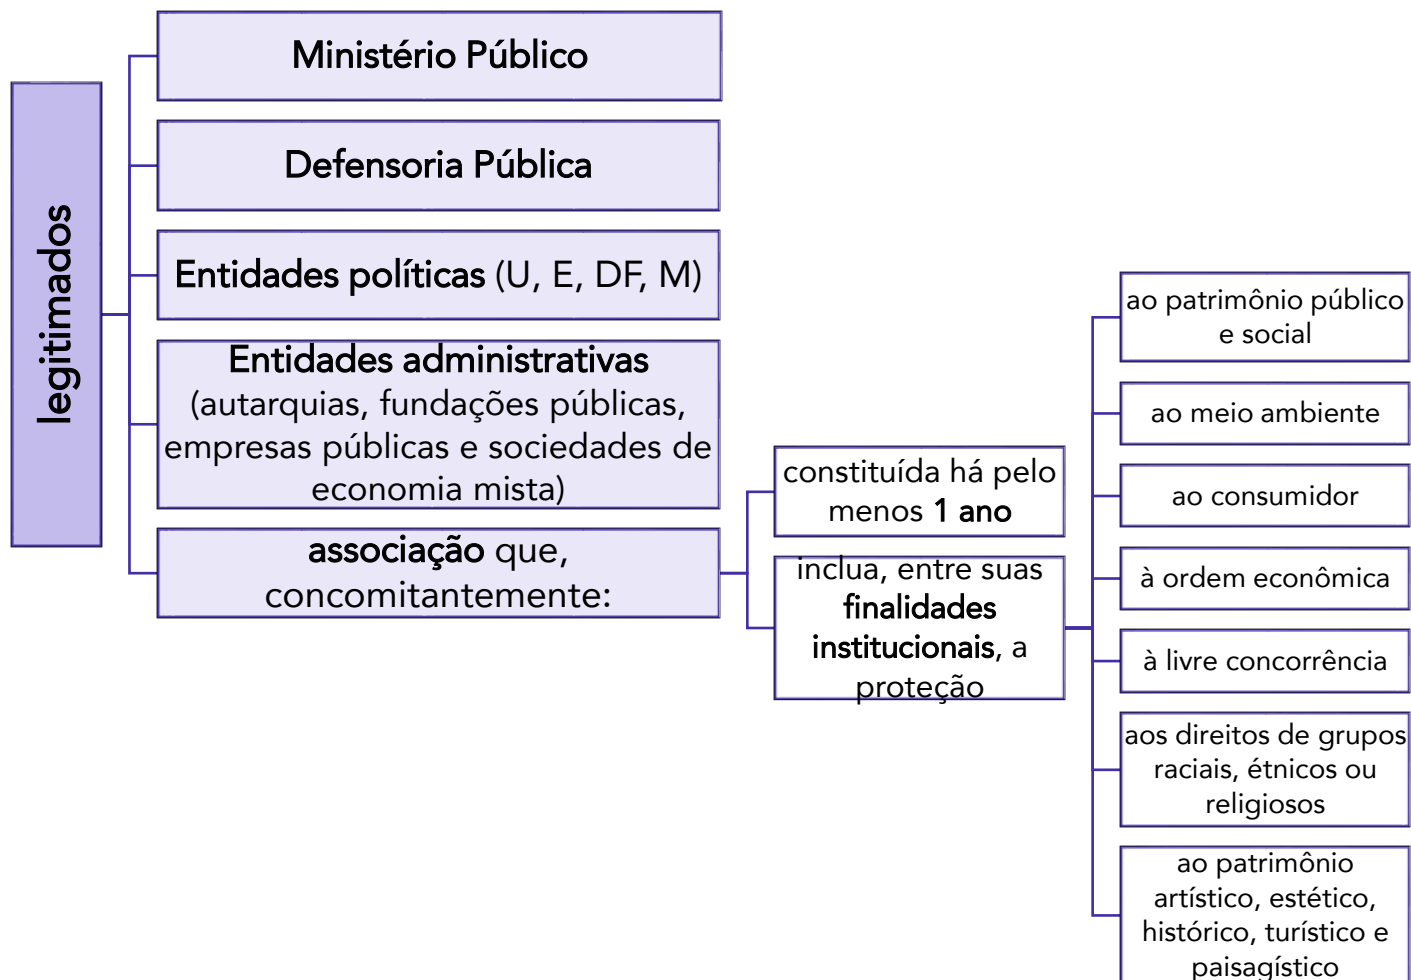 legitimados
Ministério Público
Defensoria Pública
Entidades políticas (U, E, DF, M)
Entidades administrativas
(autarquias, fundações públicas,
empresas públicas e sociedades de
economia mista)
associação que,
concomitantemente:
constituída há pelo
menos 1 ano
inclua, entre suas
finalidades
institucionais, a
proteção
ao patrimônio público
e social
ao meio ambiente
ao consumidor
à ordem econômica
à livre concorrência
aos direitos de grupos
raciais, étnicos ou
religiosos
ao patrimônio
artístico, estético,
histórico, turístico e
paisagístico